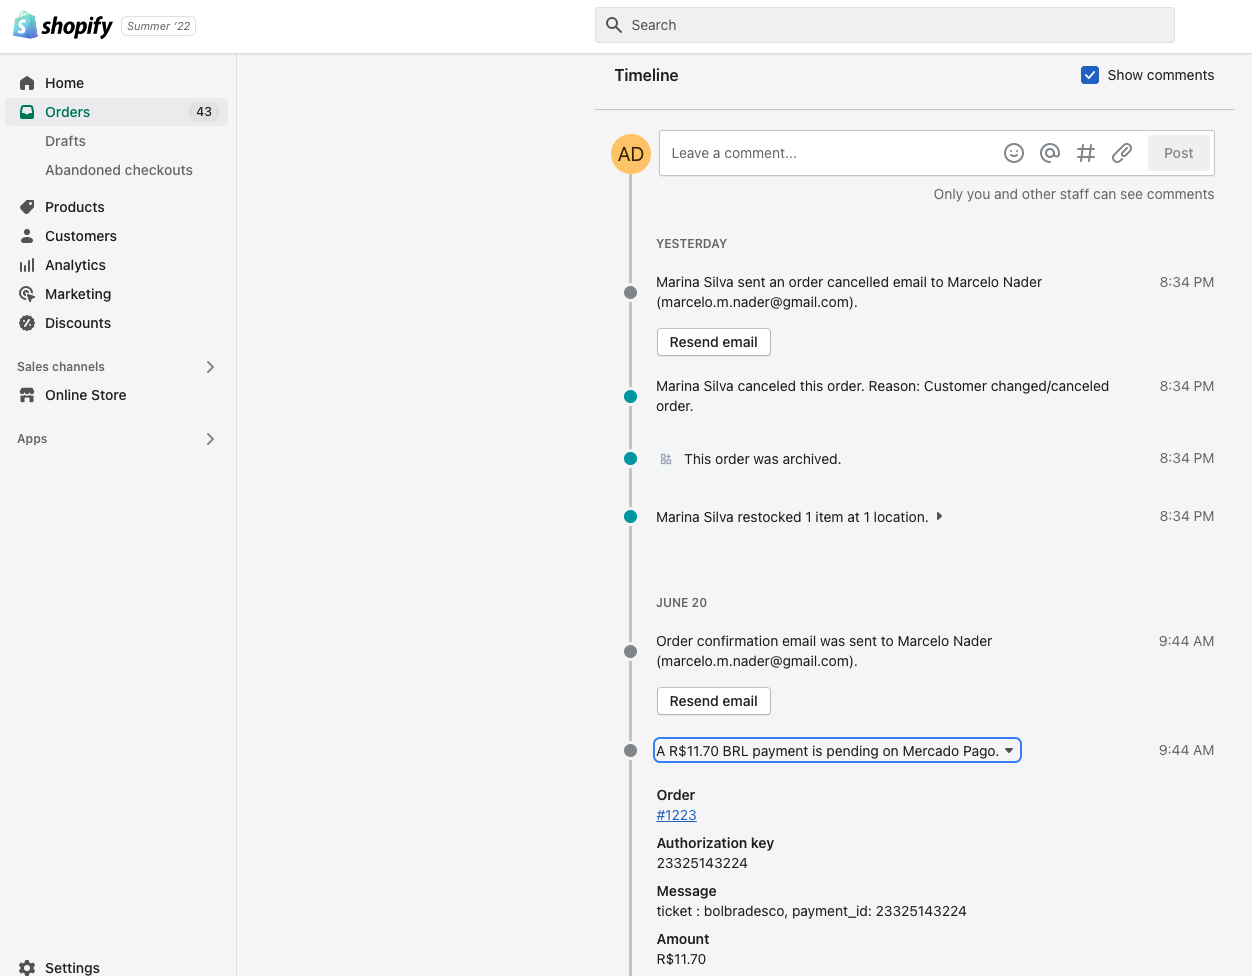 shopify Summer '22
Search
Home
Orders 43
Drafts
Abandoned checkouts
Products
Customers
Analytics
Marketing
Discounts
Sales channels
Online Store
Apps
Settings
Timeline
Show comments
AD
Leave a comment...
Post
Only you and other staff can see comments
YESTERDAY
Marina Silva sent an order cancelled email to Marcelo Nader 8:34 PM
(marcelo.m.nader@gmail.com).
Resend email
Marina Silva canceled this order. Reason: Customer changed/canceled 8:34 PM
order.
This order was archived. 8:34 PM
Marina Silva restocked 1 item at 1 location. 8:34 PM
JUNE 20
Order confirmation email was sent to Marcelo Nader 9:44 AM
(marcelo.m.nader@gmail.com).
Resend email
A R$11.70 BRL payment is pending on Mercado Pago. 9:44 AM
Order
#1223
Authorization key
23325143224
Message
ticket : bolbradesco, payment_id: 23325143224
Amount
R$11.70